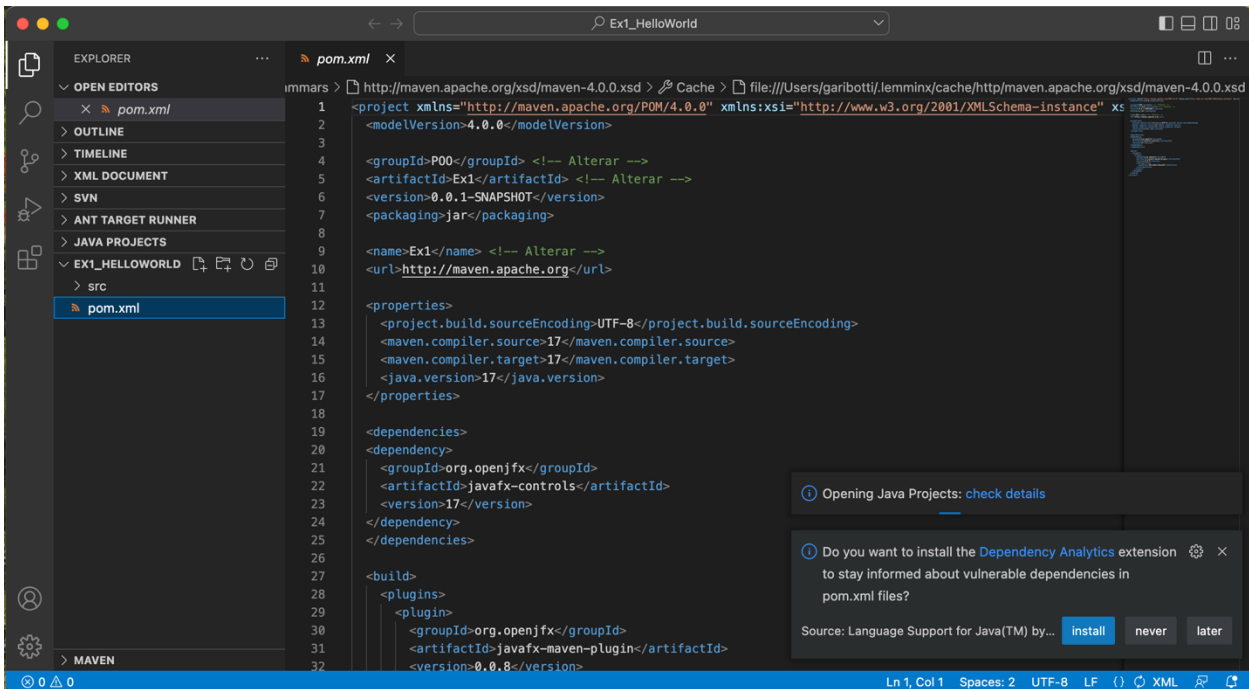 Ex1_HelloWorld
EXPLORER
OPEN EDITORS
pom.xml
OUTLINE
TIMELINE
XML DOCUMENT
SVN
ANT TARGET RUNNER
JAVA PROJECTS
EX1_HELLOWORLD
src
pom.xml
MAVEN
pom.xml
mmars > http://maven.apache.org/xsd/maven-4.0.0.xsd > Cache > file:///Users/garibotti/.lemminx/cache/http/maven.apache.org/xsd/maven-4.0.0.xsd
1 <project xmlns="http://maven.apache.org/POM/4.0.0" xmlns:xsi="http://www.w3.org/2001/XMLSchema-instance" xs
2 <modelVersion>4.0.0</modelVersion>
3
4 <groupId>POO</groupId> <!-- Alterar -->
5 <artifactId>Ex1</artifactId> <!-- Alterar -->
6 <version>0.0.1-SNAPSHOT</version>
7 <packaging>jar</packaging>
8
9 <name>Ex1</name> <!-- Alterar -->
10 <url>http://maven.apache.org</url>
11
12 <properties>
13 <project.build.sourceEncoding>UTF-8</project.build.sourceEncoding>
14 <maven.compiler.source>17</maven.compiler.source>
15 <maven.compiler.target>17</maven.compiler.target>
16 <java.version>17</java.version>
17 </properties>
18
19 <dependencies>
20 <dependency>
21 <groupId>org.openjfx</groupId>
22 <artifactId>javafx-controls</artifactId>
23 <version>17</version>
24 </dependency>
25 </dependencies>
26
27 <build>
28 <plugins>
29 <plugin>
30 <groupId>org.openjfx</groupId>
31 <artifactId>javafx-maven-plugin</artifactId>
32 <version>0.0.8</version>
Opening Java Projects: check details
Do you want to install the Dependency Analytics extension
to stay informed about vulnerable dependencies in
pom.xml files?
Source: Language Support for Java(TM) by... install never later
0 0 Ln 1, Col 1 Spaces: 2 UTF-8 LF {} XML